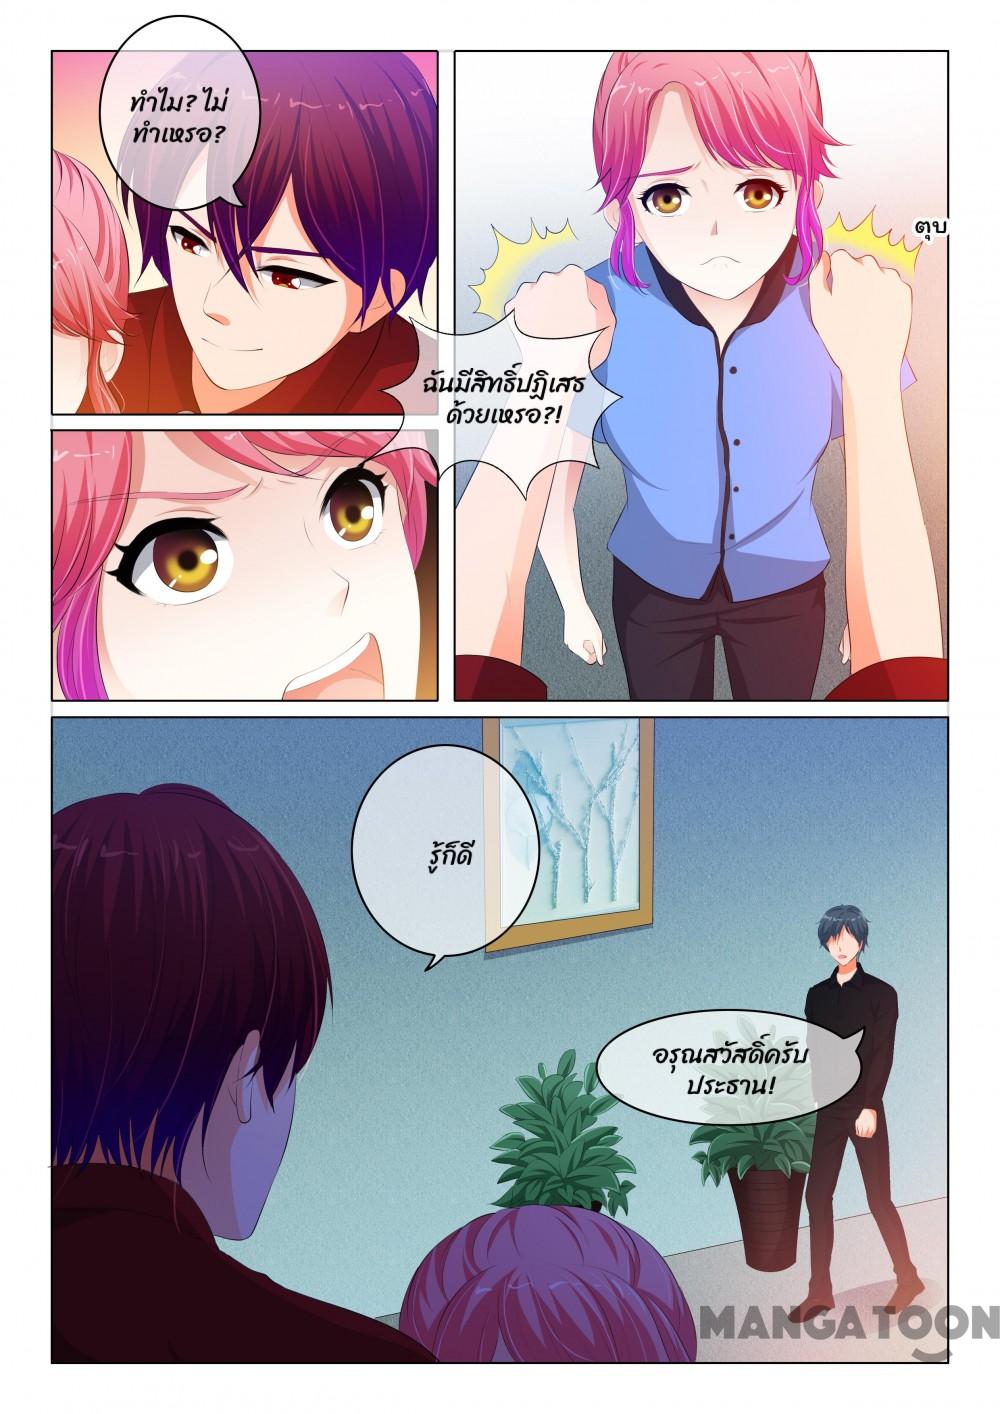 ทำไม? ไม่
ทำเหรอ?
ตุบ
ฉันมีสิทธิ์ปฏิเสธ
ด้วยเหรอ?!
รู้ก็ดี
อรุณสวัสดิ์ครับ
ประธาน!
MANGATOON